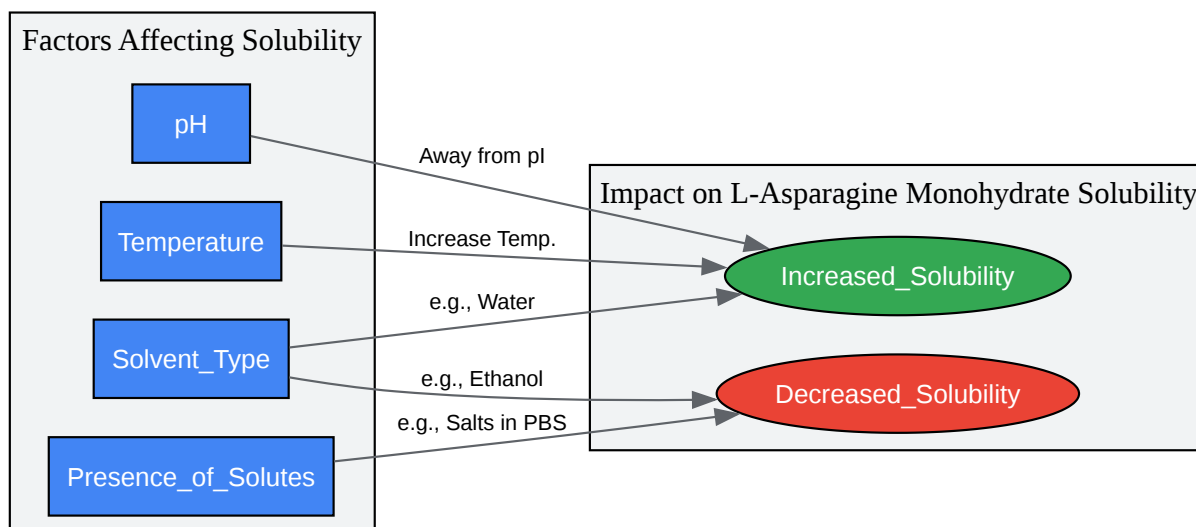 Factors Affecting Solubility
pH
Temperature
Solvent_Type
Presence_of_Solutes
Away from pI
Increase Temp.
e.g., Water
e.g., Ethanol
e.g., Salts in PBS
Impact on L-Asparagine Monohydrate Solubility
Increased_Solubility
Decreased_Solubility